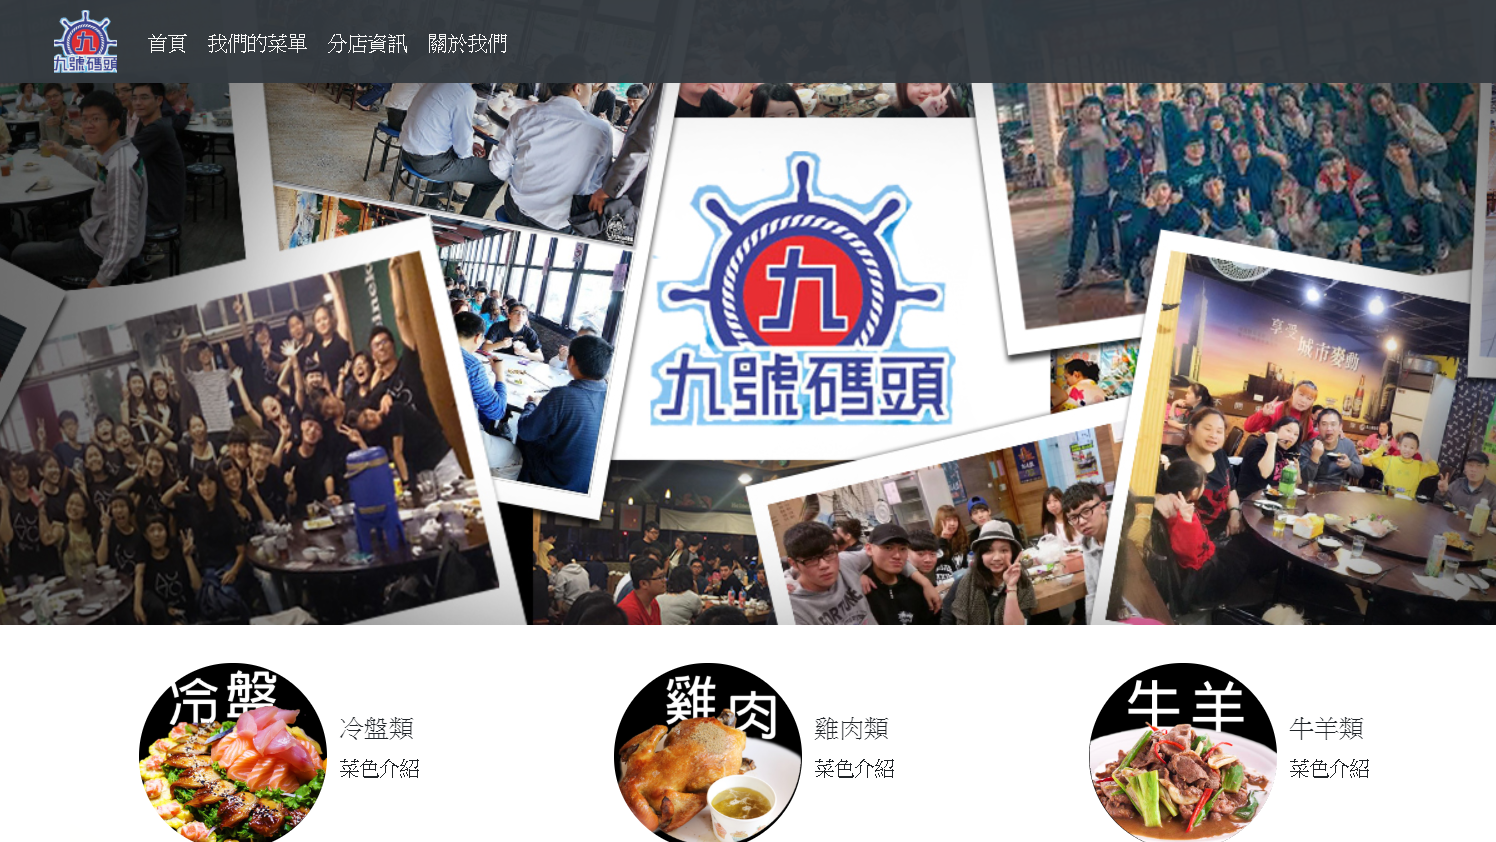 九
九號碼頭
首頁
我們的菜單
分店資訊
關於我們
九
九號碼頭
享受
城市麥動
冷盤
冷盤類
菜色介紹
雞肉
雞肉類
菜色介紹
牛羊
牛羊類
菜色介紹